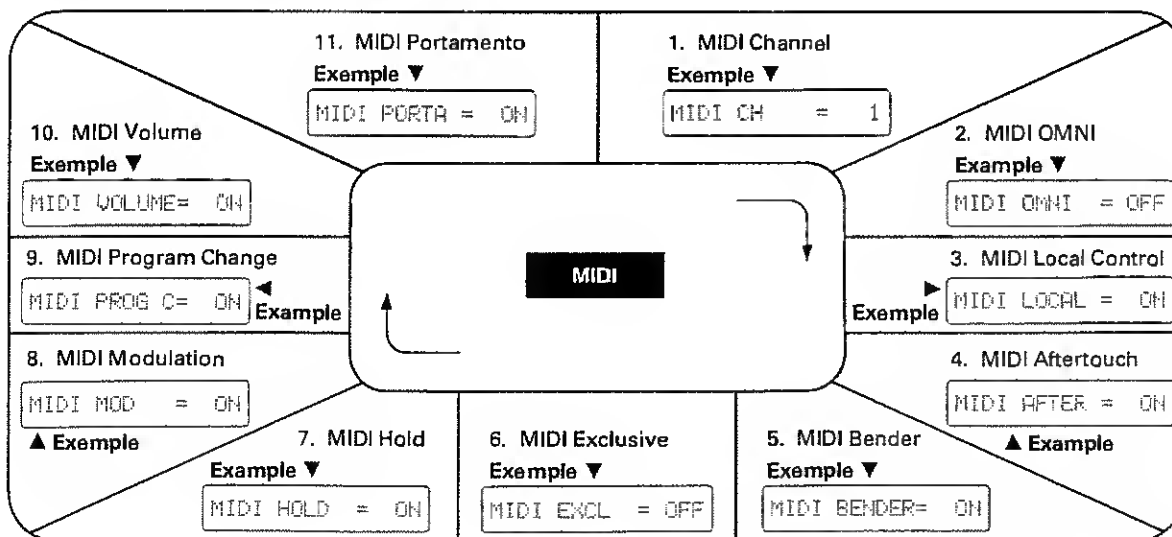 1. MIDI Channel
Exemple ▼
MIDI CH = 1
2. MIDI OMNI
Example ▼
MIDI OMNI = OFF
3. MIDI Local Control
► Example
MIDI LOCAL = ON
4. MIDI Aftertouch
MIDI AFTER = ON
▲ Example
5. MIDI Bender
Example ▼
MIDI BENDER= ON
6. MIDI Exclusive
Example ▼
MIDI EXCL = OFF
7. MIDI Hold
Example ▼
MIDI HOLD = ON
8. MIDI Modulation
MIDI MOD = ON
▲ Exemple
9. MIDI Program Change
MIDI PROG C= ON
◄ Example
10. MIDI Volume
Exemple ▼
MIDI VOLUME= ON
11. MIDI Portamento
Exemple ▼
MIDI PORTA = ON
MIDI